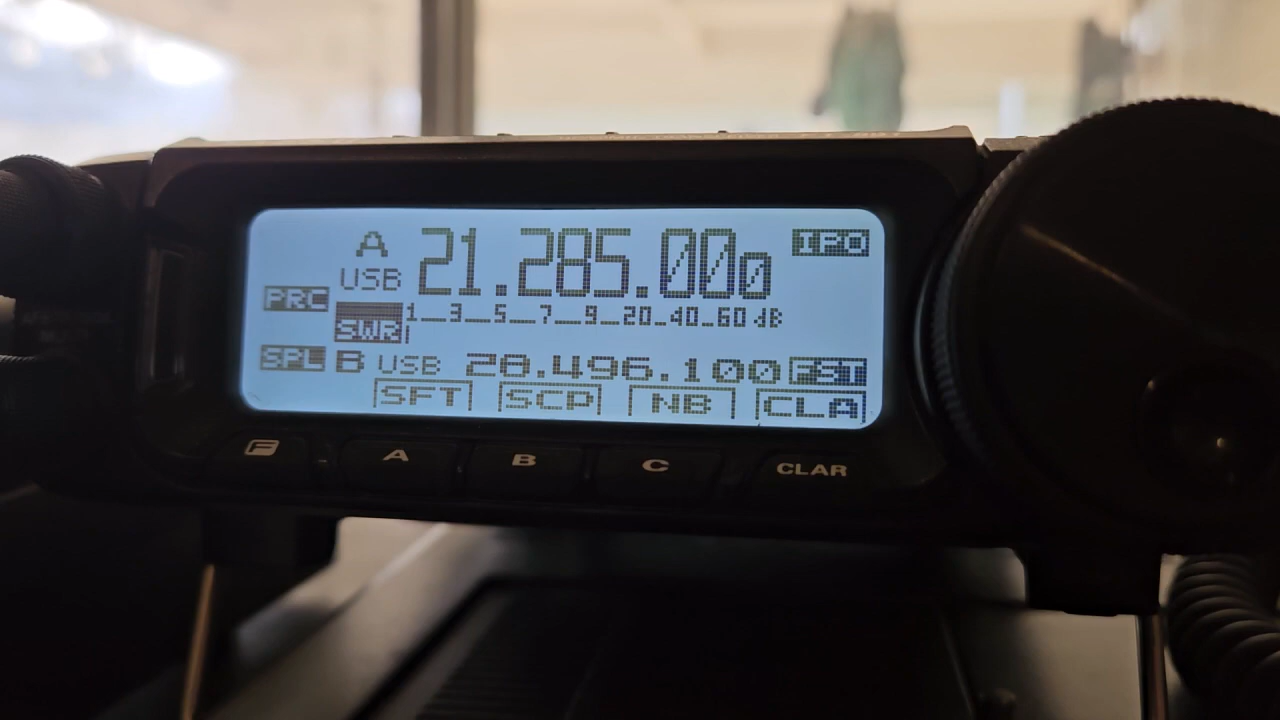 A 21.285.000 IPO
USB
PRC
SWR 1_3_5_7_9_20_40_60 dB
SPL B USB 28.496.100 FST
SFT SCP NB CLA
F A B C CLAR